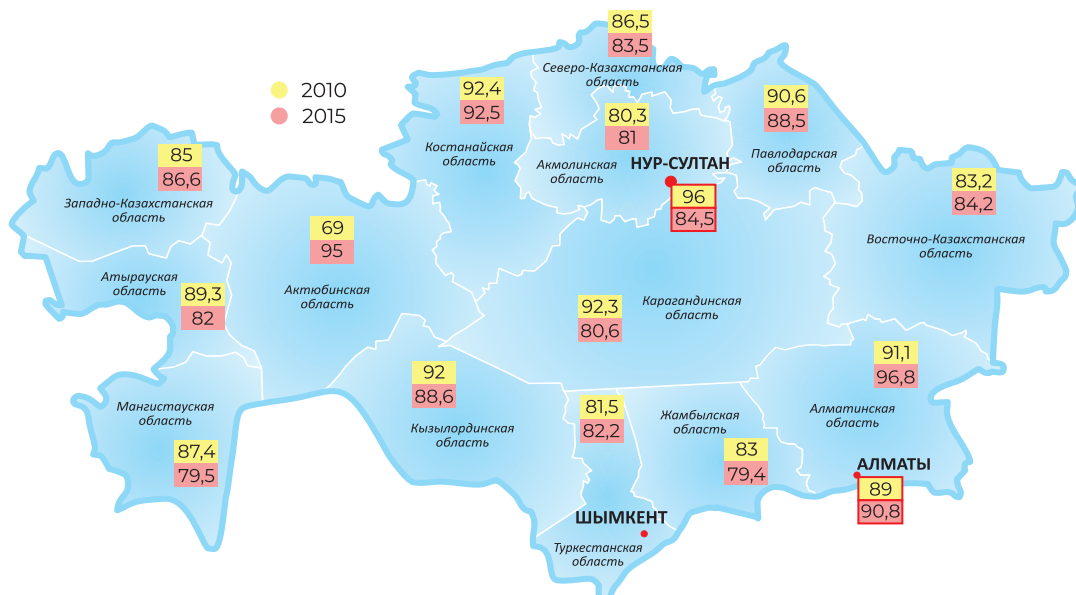 86,5
83,5
Северо-Казахстанская
область
2010
2015
92,4
92,5
Костанайская
область
80,3
81
Акмолинская
область
НУР-СУЛТАН
96
84,5
90,6
88,5
Павлодарская
область
85
86,6
Западно-Казахстанская
область
83,2
84,2
Восточно-Казахстанская
область
69
95
Актюбинская
область
Атырауская
область
89,3
82
Карагандинская
область
92,3
80,6
91,1
96,8
Алматинская
область
92
88,6
Кызылординская
область
81,5
82,2
Жамбылская
область
83
79,4
Мангистауская
область
87,4
79,5
АЛМАТЫ
89
90,8
ШЫМКЕНТ
Туркестанская
область